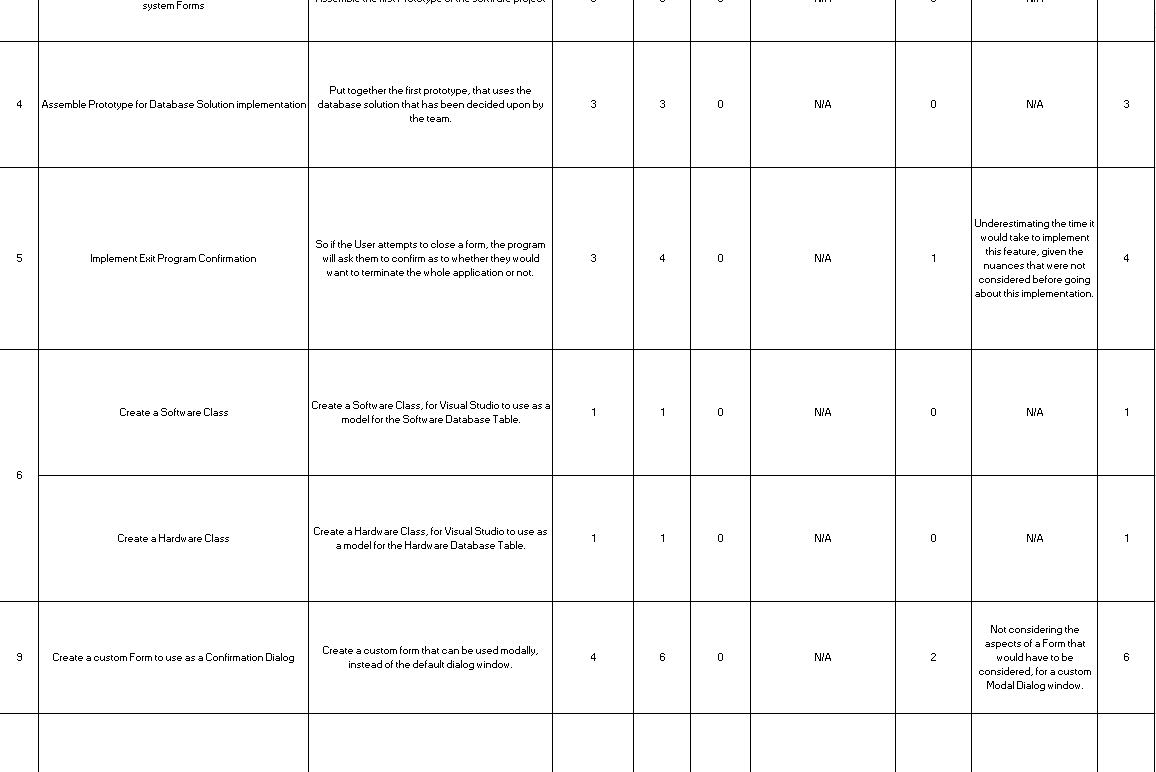 system Forms
Assemble the first Prototype of the software project
4
Assemble Prototype for Database Solution implementation
Put together the first prototype, that uses the
database solution that has been decided upon by
the team.
3
3
0
N/A
0
N/A
3
5
Implement Exit Program Confirmation
So if the User attempts to close a form, the program
will ask them to confirm as to whether they would
want to terminate the whole application or not.
3
4
0
N/A
1
Underestimating the time it
would take to implement
this feature, given the
nuances that were not
considered before going
about this implementation.
4
6
Create a Software Class
Create a Software Class, for Visual Studio to use as a
model for the Software Database Table.
1
1
0
N/A
0
N/A
1
Create a Hardware Class
Create a Hardware Class, for Visual Studio to use as
a model for the Hardware Database Table.
1
1
0
N/A
0
N/A
1
9
Create a custom Form to use as a Confirmation Dialog
Create a custom form that can be used modally,
instead of the default dialog window.
4
6
0
N/A
2
Not considering the
aspects of a Form that
would have to be
considered, for a custom
Modal Dialog window.
6